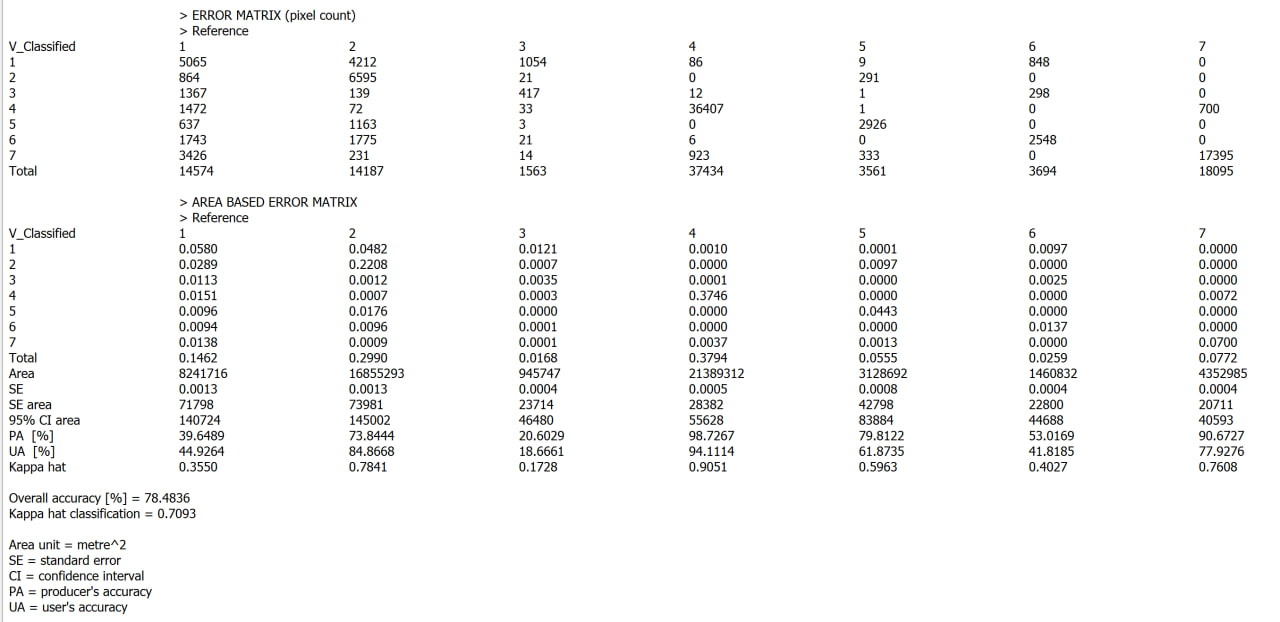 > ERROR MATRIX (pixel count)
> Reference
V_Classified 1 2 3 4 5 6 7
1 5065 4212 1054 86 9 848 0
2 864 6595 21 0 291 0 0
3 1367 139 417 12 1 298 0
4 1472 72 33 36407 1 0 700
5 637 1163 3 0 2926 0 0
6 1743 1775 21 6 0 2548 0
7 3426 231 14 923 333 0 17395
Total 14574 14187 1563 37434 3561 3694 18095
> AREA BASED ERROR MATRIX
> Reference
V_Classified 1 2 3 4 5 6 7
1 0.0580 0.0482 0.0121 0.0010 0.0001 0.0097 0.0000
2 0.0289 0.2208 0.0007 0.0000 0.0097 0.0000 0.0000
3 0.0113 0.0012 0.0035 0.0001 0.0000 0.0025 0.0000
4 0.0151 0.0007 0.0003 0.3746 0.0000 0.0000 0.0072
5 0.0096 0.0176 0.0000 0.0000 0.0443 0.0000 0.0000
6 0.0094 0.0096 0.0001 0.0000 0.0000 0.0137 0.0000
7 0.0138 0.0009 0.0001 0.0037 0.0013 0.0000 0.0700
Total 0.1462 0.2990 0.0168 0.3794 0.0555 0.0259 0.0772
Area 8241716 16855293 945747 21389312 3128692 1460832 4352985
SE 0.0013 0.0013 0.0004 0.0005 0.0008 0.0004 0.0004
SE area 71798 73981 23714 28382 42798 22800 20711
95% CI area 140724 145002 46480 55628 83884 44688 40593
PA [%] 39.6489 73.8444 20.6029 98.7267 79.8122 53.0169 90.6727
UA [%] 44.9264 84.8668 18.6661 94.1114 61.8735 41.8185 77.9276
Kappa hat 0.3550 0.7841 0.1728 0.9051 0.5963 0.4027 0.7608
Overall accuracy [%] = 78.4836
Kappa hat classification = 0.7093
Area unit = metre^2
SE = standard error
CI = confidence interval
PA = producer's accuracy
UA = user's accuracy